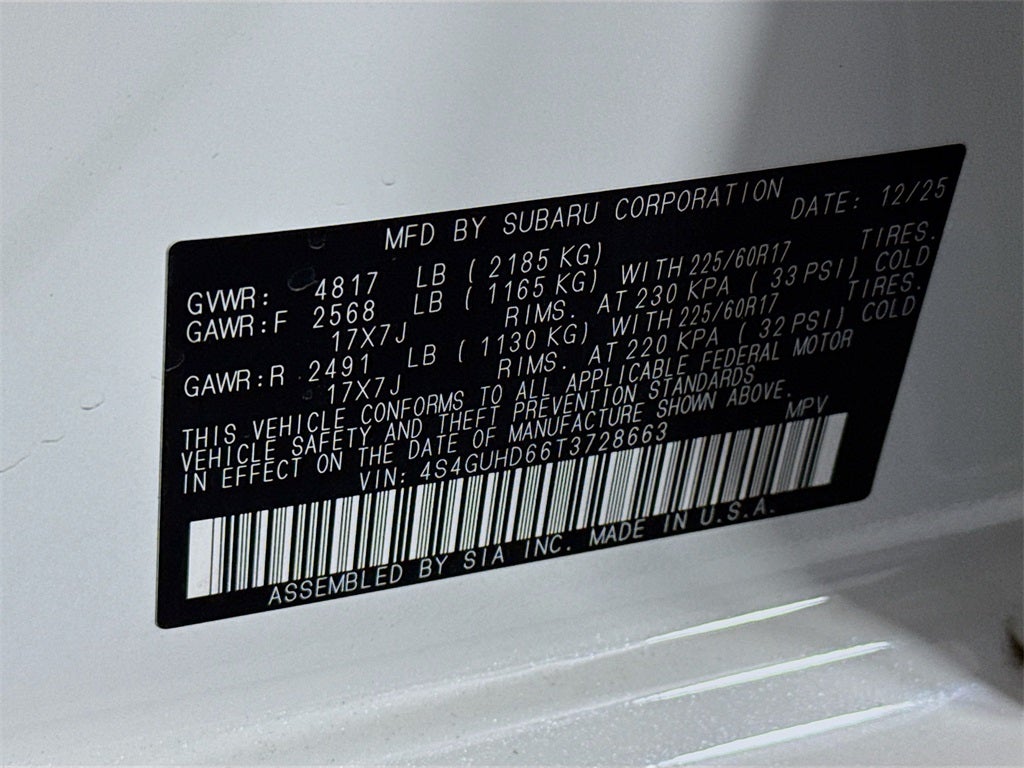 MFD BY SUBARU CORPORATION DATE: 12/25
GVWR: 4817 LB ( 2185 KG)
GAWR:F 2568 LB ( 1165 KG) WITH 225/60R17 TIRES.
17X7J RIMS. AT 230 KPA ( 33 PSI) COLD
GAWR:R 2491 LB ( 1130 KG) WITH 225/60R17 TIRES.
17X7J RIMS. AT 220 KPA ( 32 PSI) COLD
THIS VEHICLE CONFORMS TO ALL APPLICABLE FEDERAL MOTOR
VEHICLE SAFETY AND THEFT PREVENTION STANDARDS
IN EFFECT ON THE DATE OF MANUFACTURE SHOWN ABOVE.
VIN: 4S4GUHD66T3728663 MPV
ASSEMBLED BY SIA INC. MADE IN U.S.A.